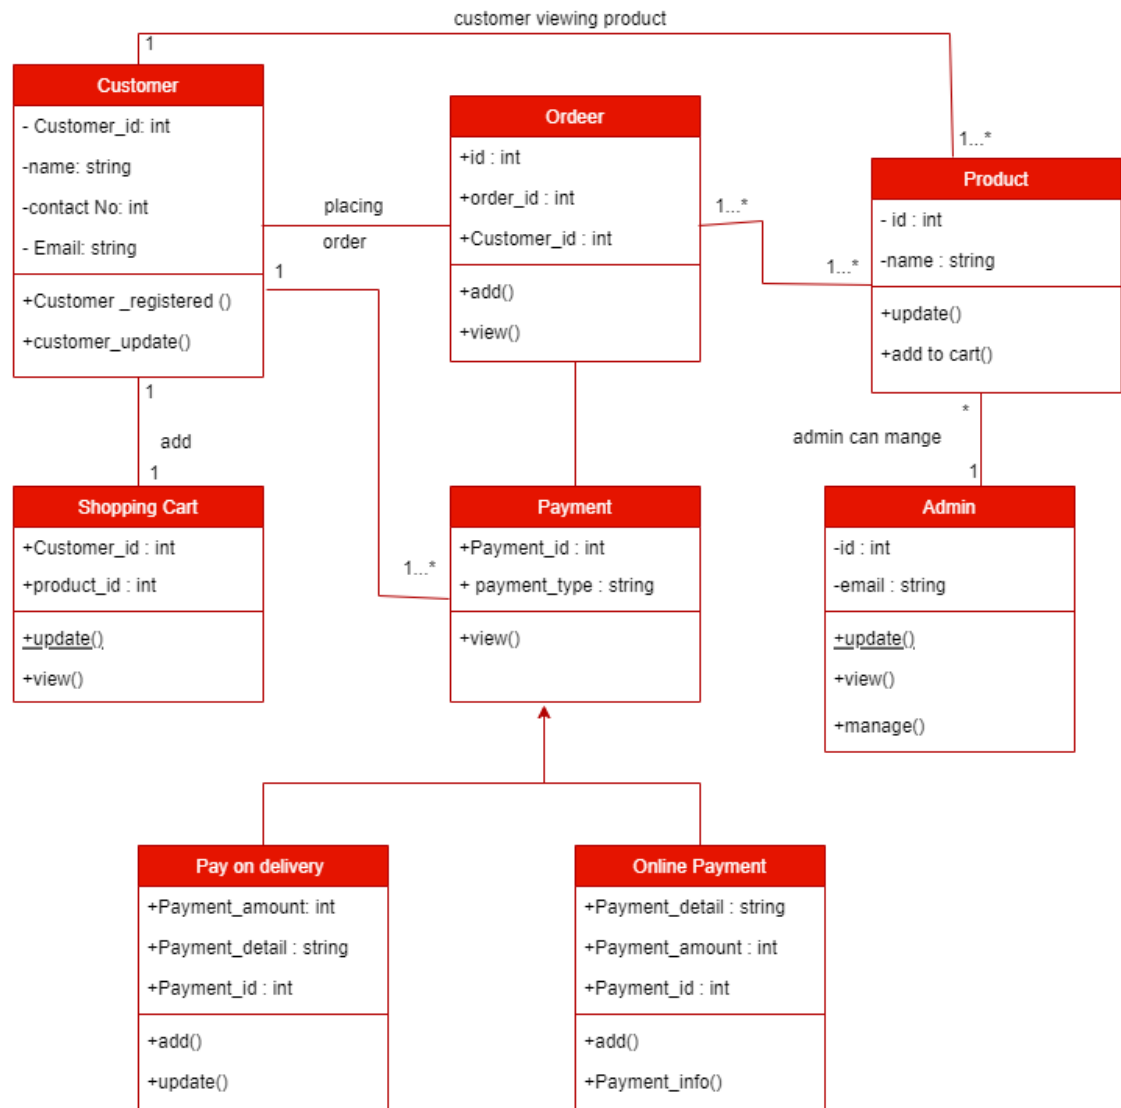 customer viewing product
1
Customer
- Customer_id: int
-name: string
-contact No: int
- Email: string
+Customer _registered ()
+customer_update()
placing
order
1
Ordeer
+id : int
+order_id : int
+Customer_id : int
+add()
+view()
1...*
1...*
1...*
Product
- id : int
-name : string
+update()
+add to cart()
1
add
1
*
admin can mange
1
Shopping Cart
+Customer_id : int
+product_id : int
+update()
+view()
1...*
Payment
+Payment_id : int
+ payment_type : string
+view()
Admin
-id : int
-email : string
+update()
+view()
+manage()
Pay on delivery
+Payment_amount: int
+Payment_detail : string
+Payment_id : int
+add()
+update()
Online Payment
+Payment_detail : string
+Payment_amount : int
+Payment_id : int
+add()
+Payment_info()